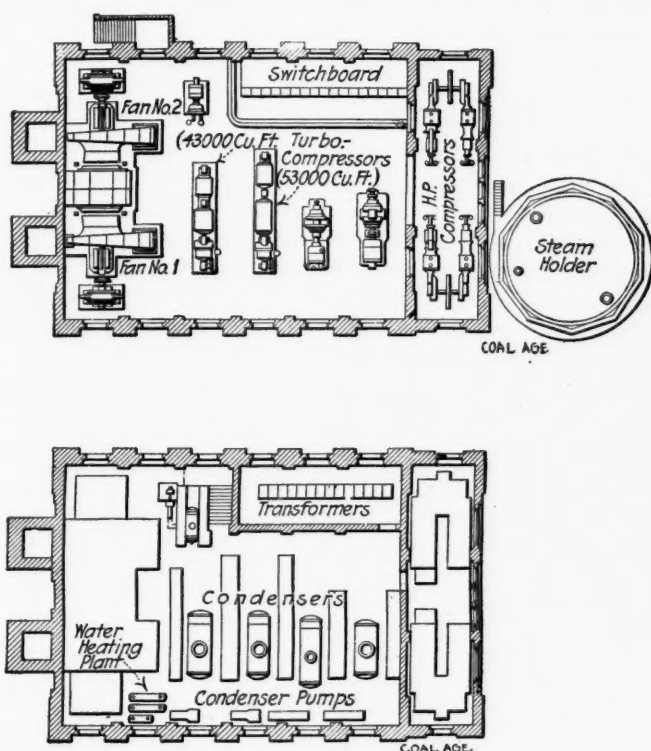 Switchboard
Fan No.2
(43000 Cu.Ft. Turbo-
Compressors
(53000 Cu.Ft.)
H.P.
Compressors
Fan No.1
Steam
Holder
COAL AGE
Transformers
Condensers
Water
Heating
Plant
Condenser Pumps
COAL AGE